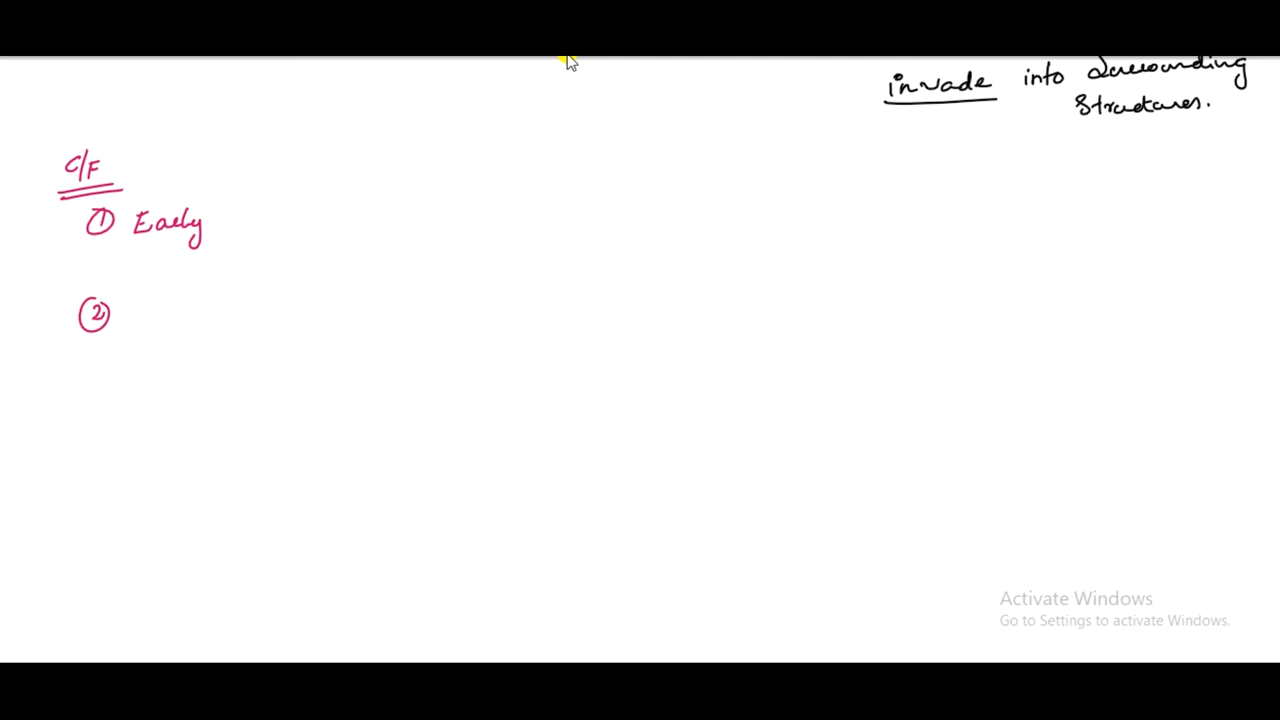 invade into surrounding
structures.
C/F
① Early
②
Activate Windows
Go to Settings to activate Windows.